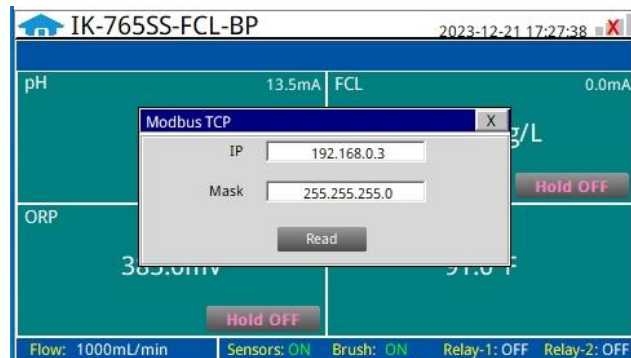 IK-765SS-FCL-BP 2023-12-21 17:27:38 X
pH 13.5mA FCL 0.0mA
Modbus TCP X
IP 192.168.0.3
g/L
Mask 255.255.255.0
Hold OFF
ORP
Read
Hold OFF
Flow: 1000mL/min Sensors: ON Brush: ON Relay-1: OFF Relay-2: OFF